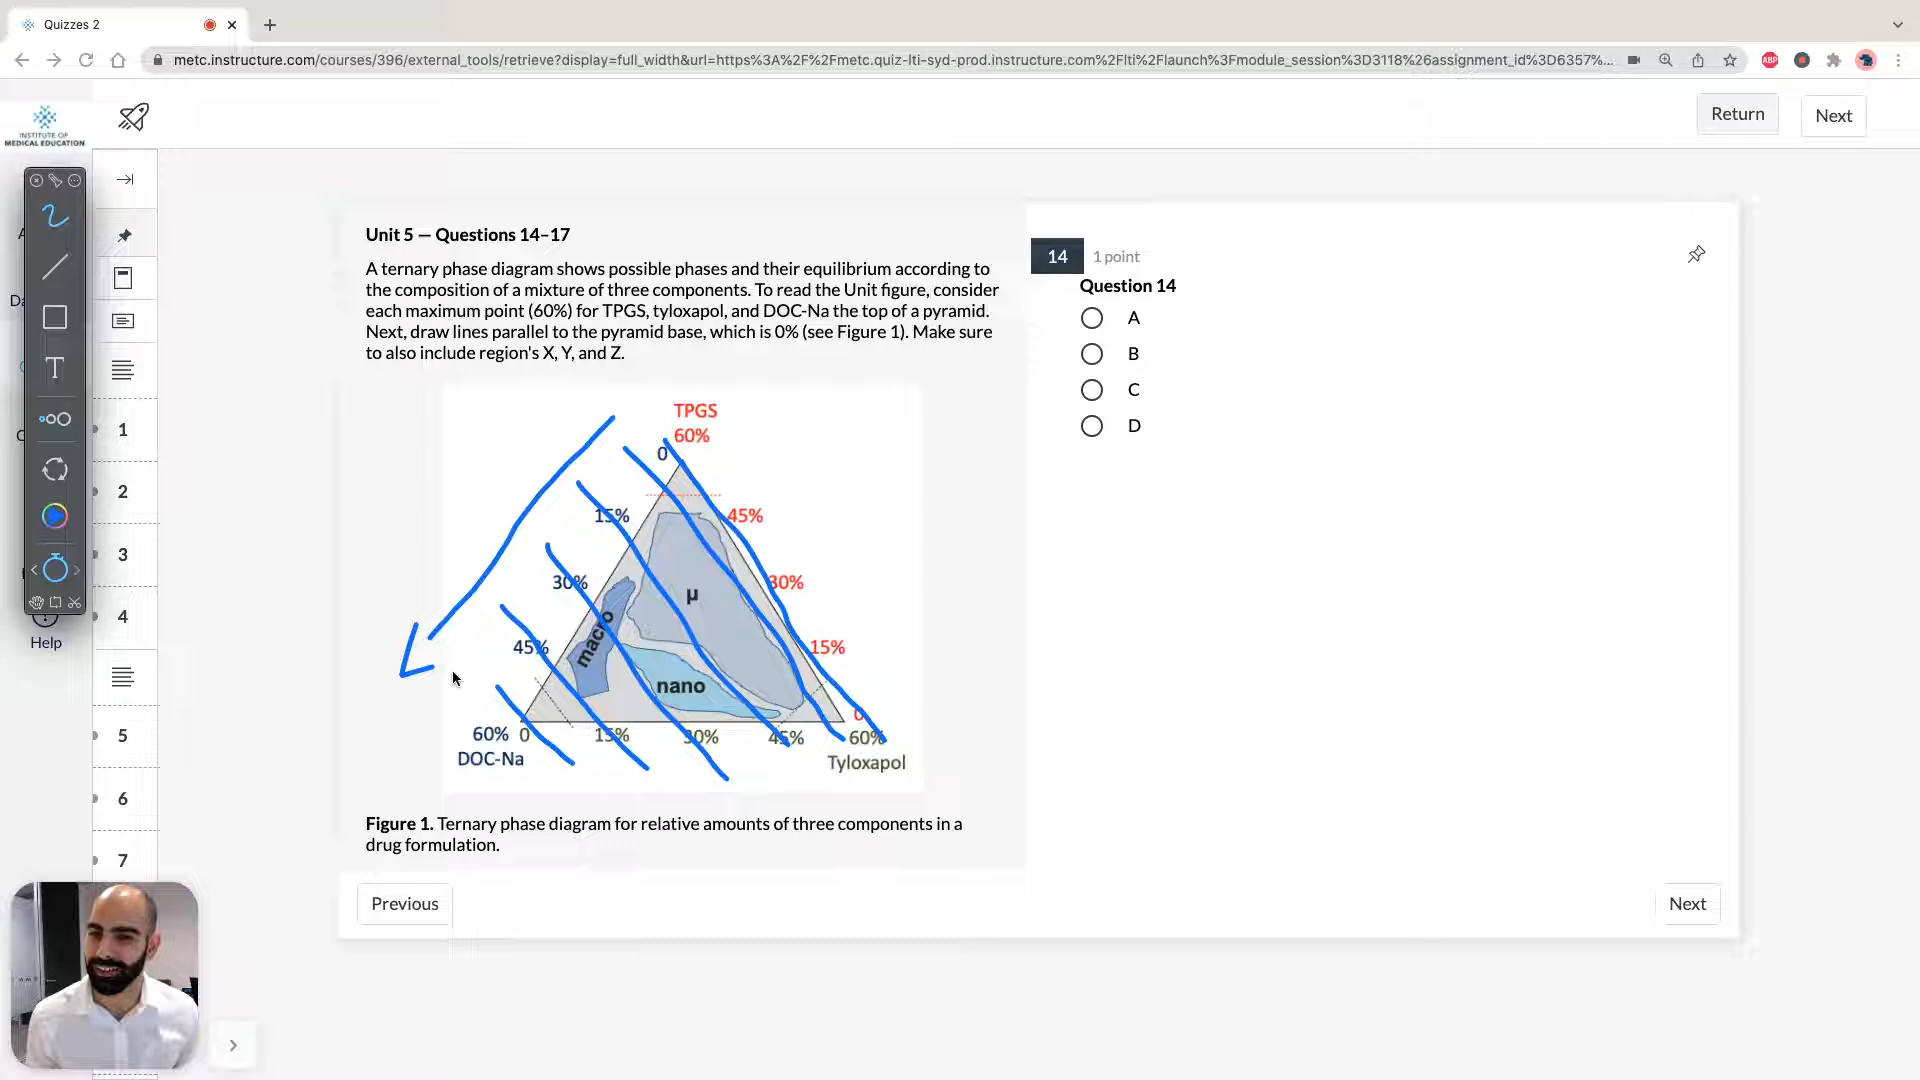 Quizzes 2
metc.instructure.com/courses/396/external_tools/retrieve?display=full_width&url=https%3A%2F%2Fmetc.quiz-lti-syd-prod.instructure.com%2Flti%2Flaunch%3Fmodule_session%3D3118%26assignment_id%3D6357%...
ABP
INSTITUTE OF
MEDICAL EDUCATION
Return
Next
T
1
2
3
4
Help
5
6
7
Unit 5 — Questions 14–17
A ternary phase diagram shows possible phases and their equilibrium according to
the composition of a mixture of three components. To read the Unit figure, consider
each maximum point (60%) for TPGS, tyloxapol, and DOC-Na the top of a pyramid.
Next, draw lines parallel to the pyramid base, which is 0% (see Figure 1). Make sure
to also include region's X, Y, and Z.
TPGS
60%
0
15%
45%
30%
30%
μ
macro
45%
15%
nano
0
60%
0
15%
30%
45%
60%
DOC-Na
Tyloxapol
Figure 1. Ternary phase diagram for relative amounts of three components in a
drug formulation.
14
1 point
Question 14
A
B
C
D
Previous
Next